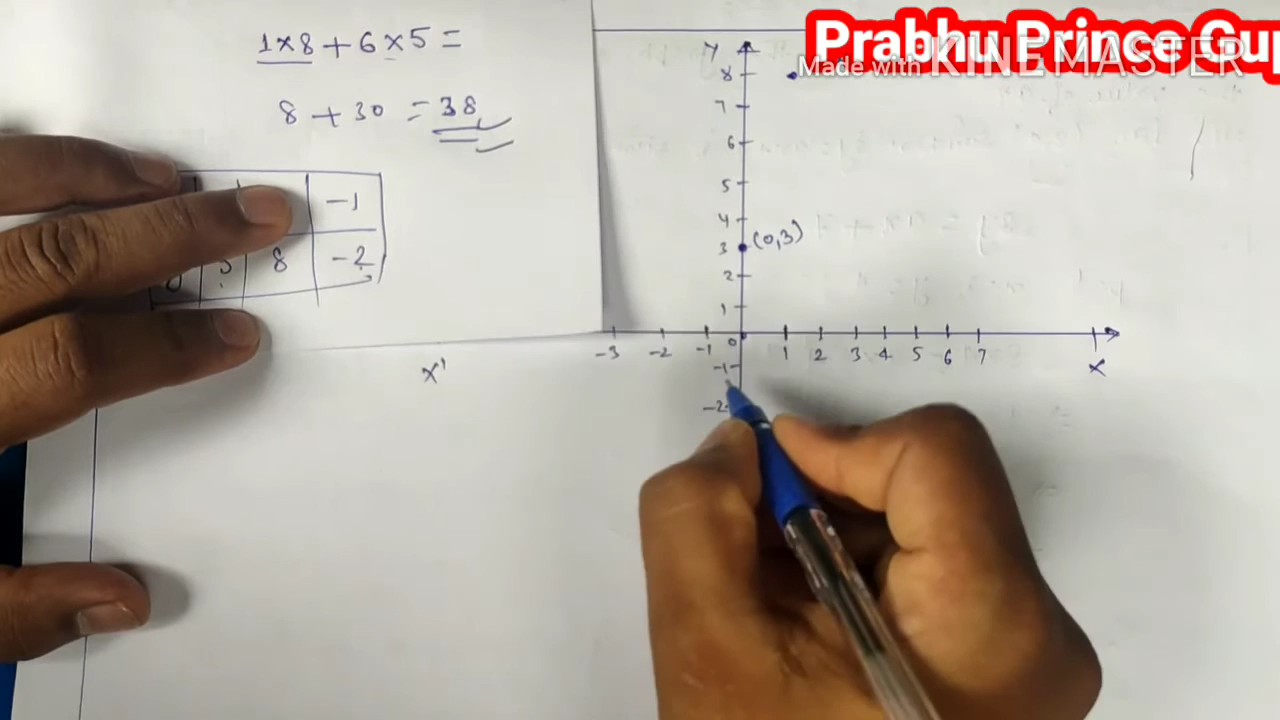 Prabhu Prince Gup
Made with KINEMASTER
1×8+6×5=
8+30 =38
-1
8 -2
X'
Y
8
7
6
5
4
3 (0,3)
2
1
-3 -2 -1 0 1 2 3 4 5 6 7
X
-1
-2